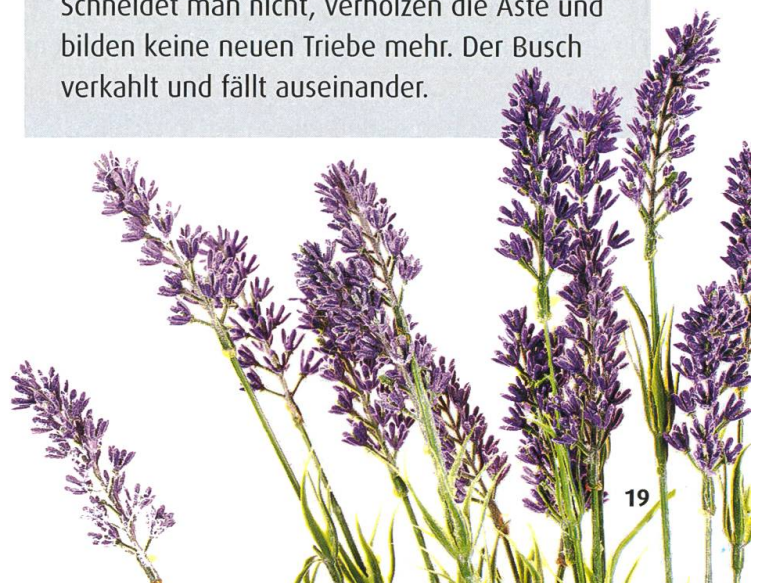 Schneidet man nicht, verholzen die Äste und
bilden keine neuen Triebe mehr. Der Busch
verkahlt und fällt auseinander.
19